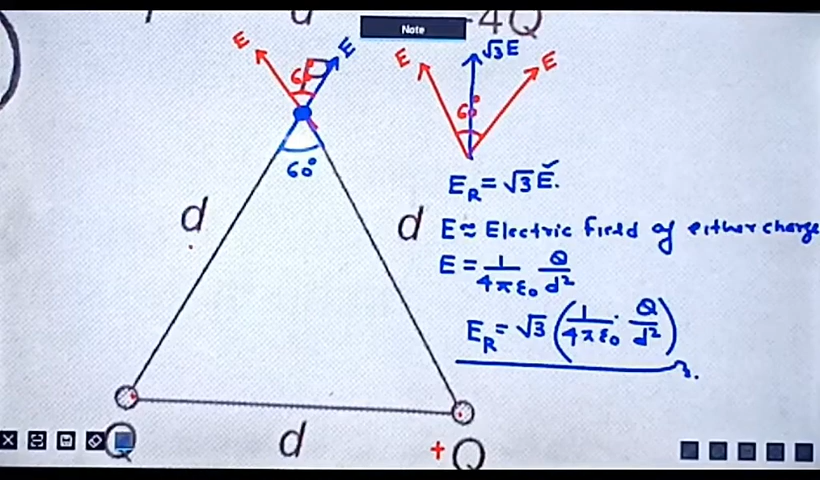 -4Q
Note
E
60°
E
E
√3E
E
60°
60°
E_R = √3 E.
d
d
E ≈ Electric field of either charge
E = 1/4πε₀ Q/d²
E_R = √3 (1/4πε₀ · Q/d²)
Q
d
+Q